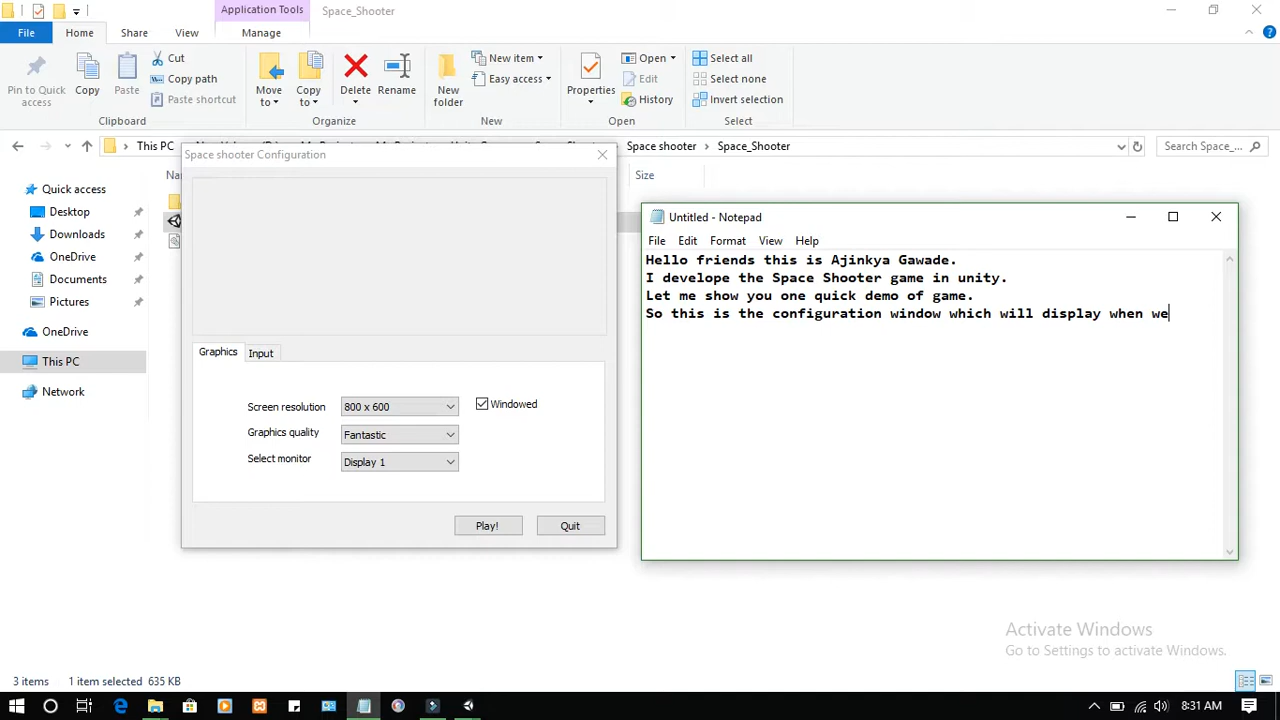 Application Tools
Space_Shooter
File
Home
Share
View
Manage
Pin to Quick access
Copy
Paste
Cut
Copy path
Paste shortcut
Clipboard
Move to
Copy to
Delete
Rename
Organize
New folder
New item
Easy access
New
Properties
Open
Edit
History
Open
Select all
Select none
Invert selection
Select
This PC
Space shooter
Space_Shooter
Search Space_...
Quick access
Desktop
Downloads
OneDrive
Documents
Pictures
OneDrive
This PC
Network
Size
Space shooter Configuration
Graphics
Input
Screen resolution
800 x 600
Windowed
Graphics quality
Fantastic
Select monitor
Display 1
Play!
Quit
Untitled - Notepad
File
Edit
Format
View
Help
Hello friends this is Ajinkya Gawade.
I develope the Space Shooter game in unity.
Let me show you one quick demo of game.
So this is the configuration window which will display when we
Activate Windows
Go to Settings to activate Windows.
3 items
1 item selected 635 KB
8:31 AM